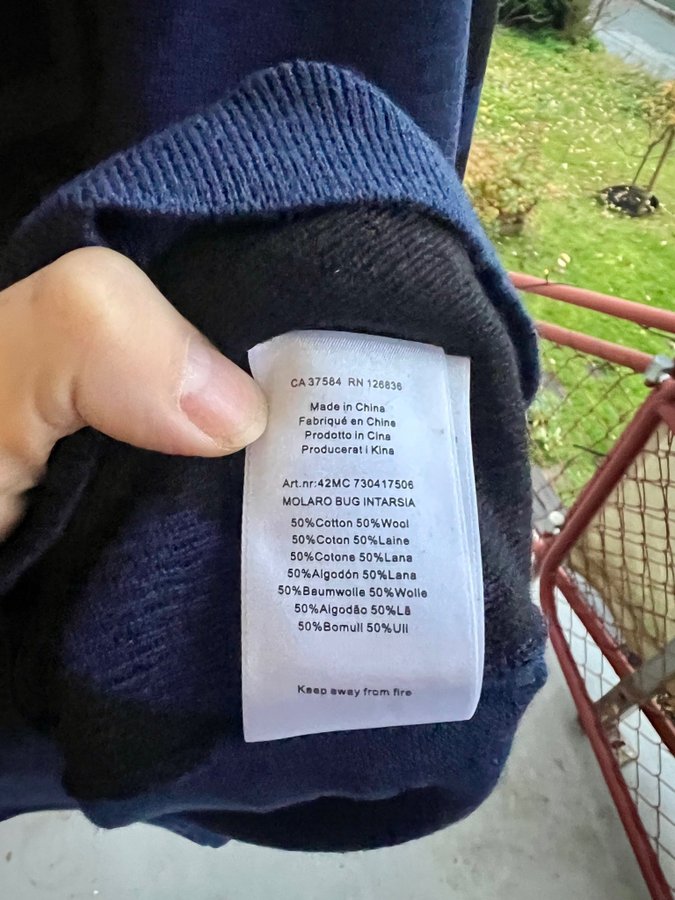 CA 37584 RN 126836
Made in China
Fabriqué en Chine
Prodotto in Cina
Producerat i Kina
Art.nr:42MC 730417506
MOLARO BUG INTARSIA
50%Cotton 50%Wool
50%Coton 50%Laine
50%Cotone 50%Lana
50%Algodón 50%Lana
50%Baumwolle 50%Wolle
50%Algodão 50%Lã
50%Bomull 50%Ull
Keep away from fire